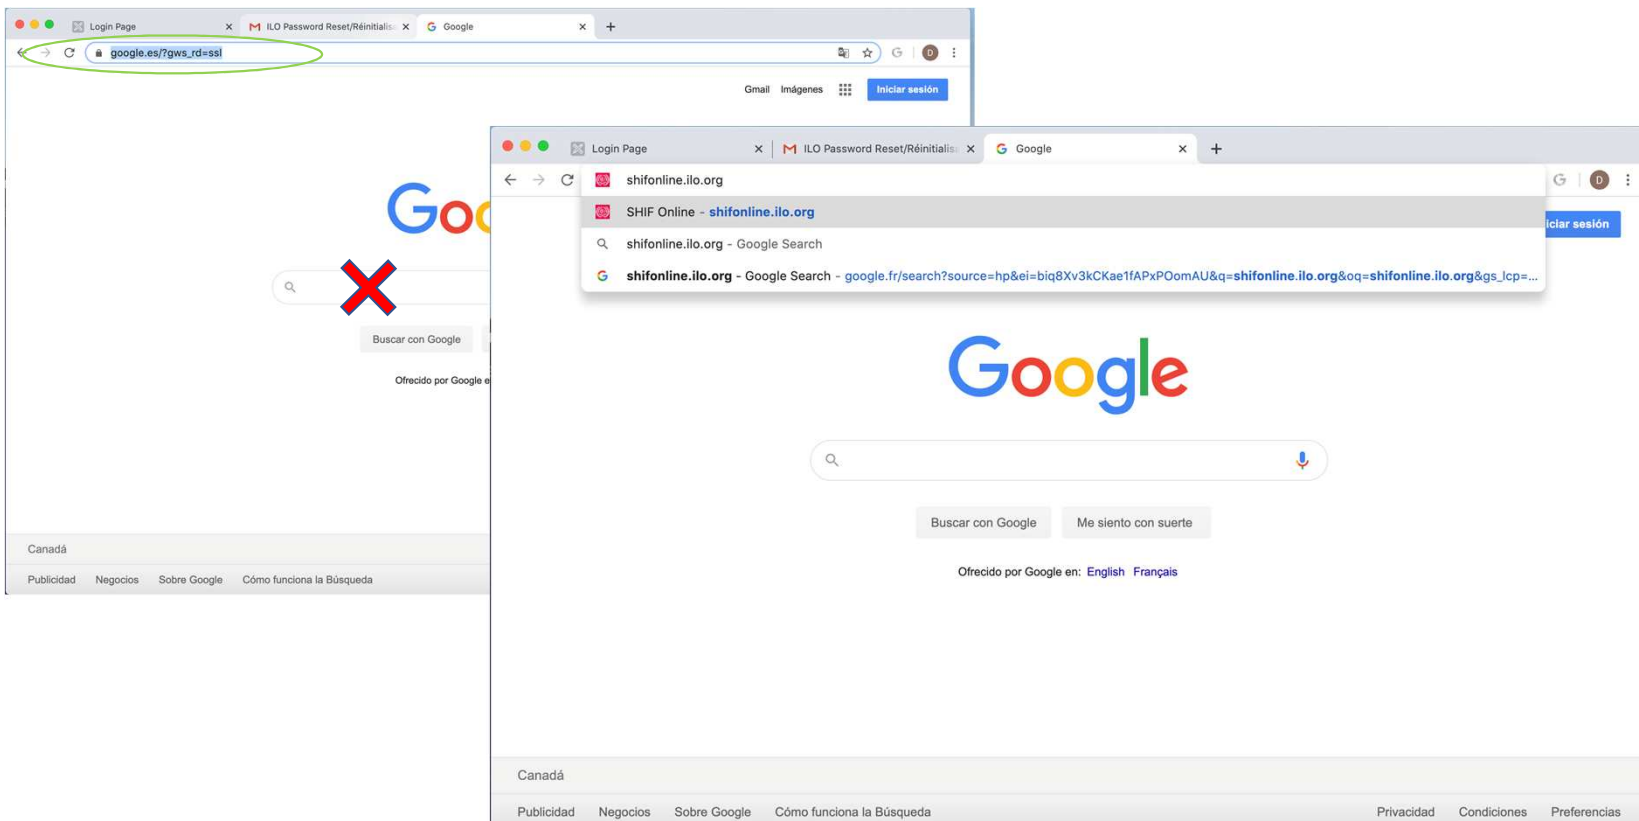 Login Page
ILO Password Reset/Réinitialis
Google
google.es/?gws_rd=ssl
D
Gmail Imágenes Iniciar sesión
Goo
Buscar con Google
Ofrecido por Google e
Canadá
Publicidad Negocios Sobre Google Cómo funciona la Búsqueda
Login Page
ILO Password Reset/Réinitialis
Google
shifonline.ilo.org
D
SHIF Online - shifonline.ilo.org
iciar sesión
shifonline.ilo.org - Google Search
shifonline.ilo.org - Google Search - google.fr/search?source=hp&ei=biq8Xv3kCKae1fAPxPOomAU&q=shifonline.ilo.org&oq=shifonline.ilo.org&gs_lcp=...
Google
Buscar con Google Me siento con suerte
Ofrecido por Google en: English Français
Canadá
Publicidad Negocios Sobre Google Cómo funciona la Búsqueda Privacidad Condiciones Preferencias